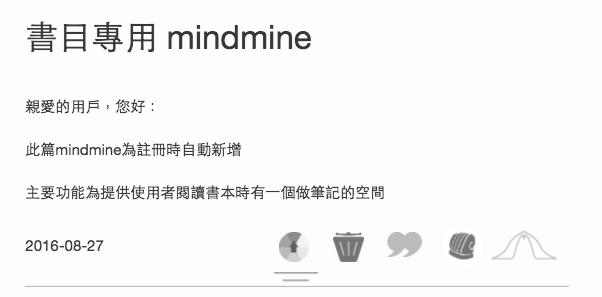 書目專用 mindmine
親愛的用戶，您好：
此篇mindmine為註冊時自動新增
主要功能為提供使用者閱讀書本時有一個做筆記的空間
2016-08-27